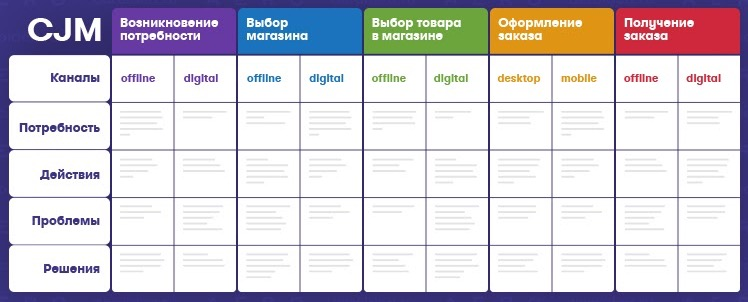 CJM
Возникновение
потребности
Выбор
магазина
Выбор товара
в магазине
Оформление
заказа
Получение
заказа
Каналы
offline digital offline digital offline digital desktop mobile offline digital
Потребность
Действия
Проблемы
Решения